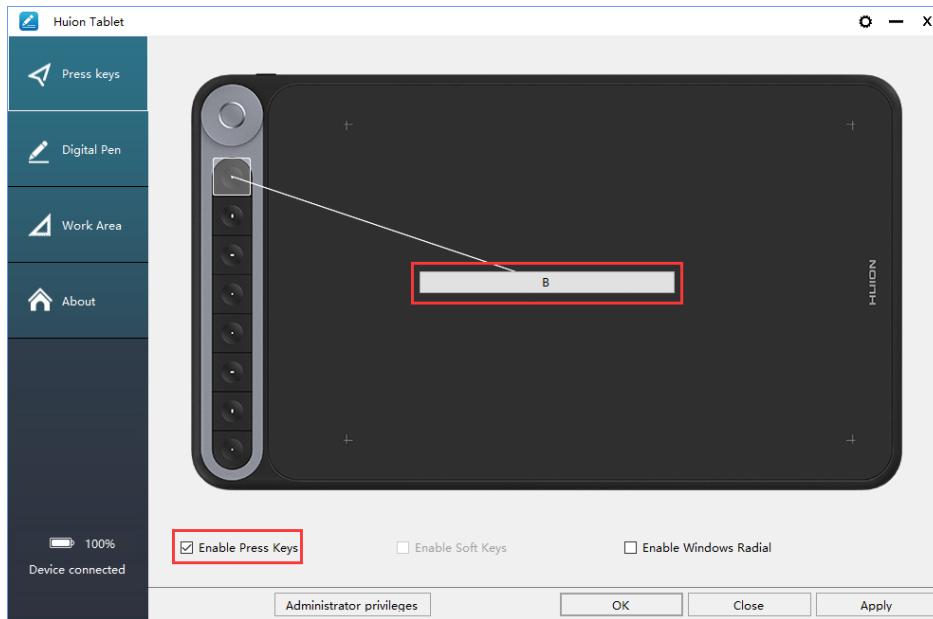 Huion Tablet
X
Press keys
Digital Pen
Work Area
About
B
HUION
100%
Device connected
Enable Press Keys
Enable Soft Keys
Enable Windows Radial
Administrator privileges
OK
Close
Apply